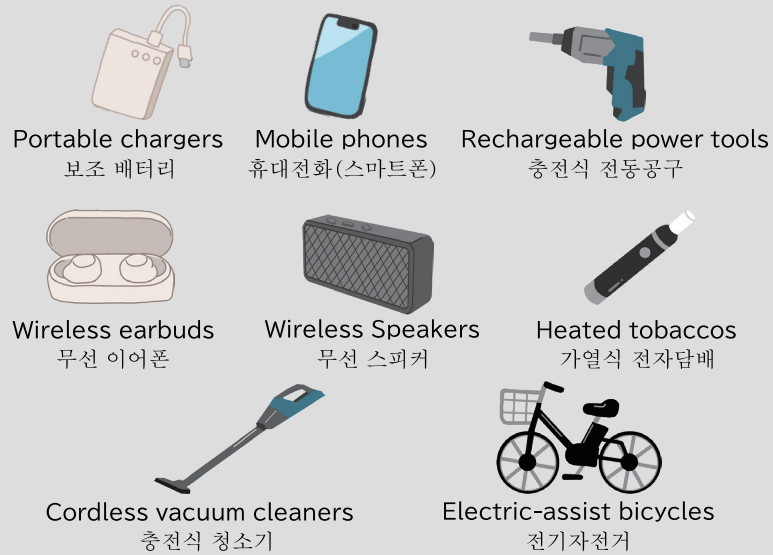 Portable chargers
보조 배터리
Mobile phones
휴대전화(스마트폰)
Rechargeable power tools
충전식 전동공구
Wireless earbuds
무선 이어폰
Wireless Speakers
무선 스피커
Heated tobaccos
가열식 전자담배
Cordless vacuum cleaners
충전식 청소기
Electric-assist bicycles
전기자전거